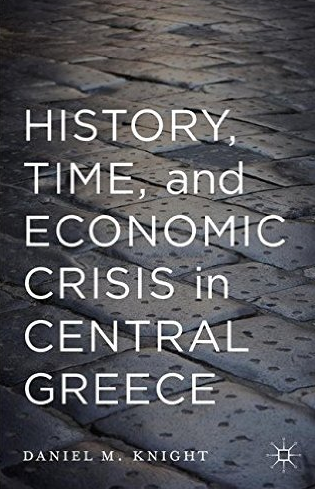 HISTORY,
TIME, and
ECONOMIC
CRISIS in
CENTRAL
GREECE
DANIEL M. KNIGHT